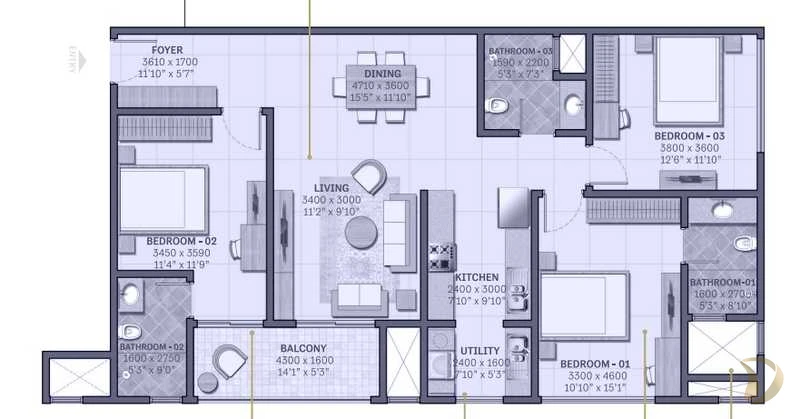 ENTRY
FOYER
3610 x 1700
11'10" x 5'7"
DINING
4710 x 3600
15'5" x 11'10"
BATHROOM-03
1590 x 2200
5'3" x 7'3"
BEDROOM - 03
3800 x 3600
12'6" x 11'10"
LIVING
3400 x 3000
11'2" x 9'10"
BEDROOM - 02
3450 x 3590
11'4" x 11'9"
KITCHEN
2400 x 3000
7'10" x 9'10"
BATHROOM-01
1600 x 2700
5'3" x 8'10"
BATHROOM-02
1600 x 2750
5'3" x 9'0"
BALCONY
4300 x 1600
14'1" x 5'3"
UTILITY
2400 x 1600
7'10" x 5'3"
BEDROOM - 01
3300 x 4600
10'10" x 15'1"